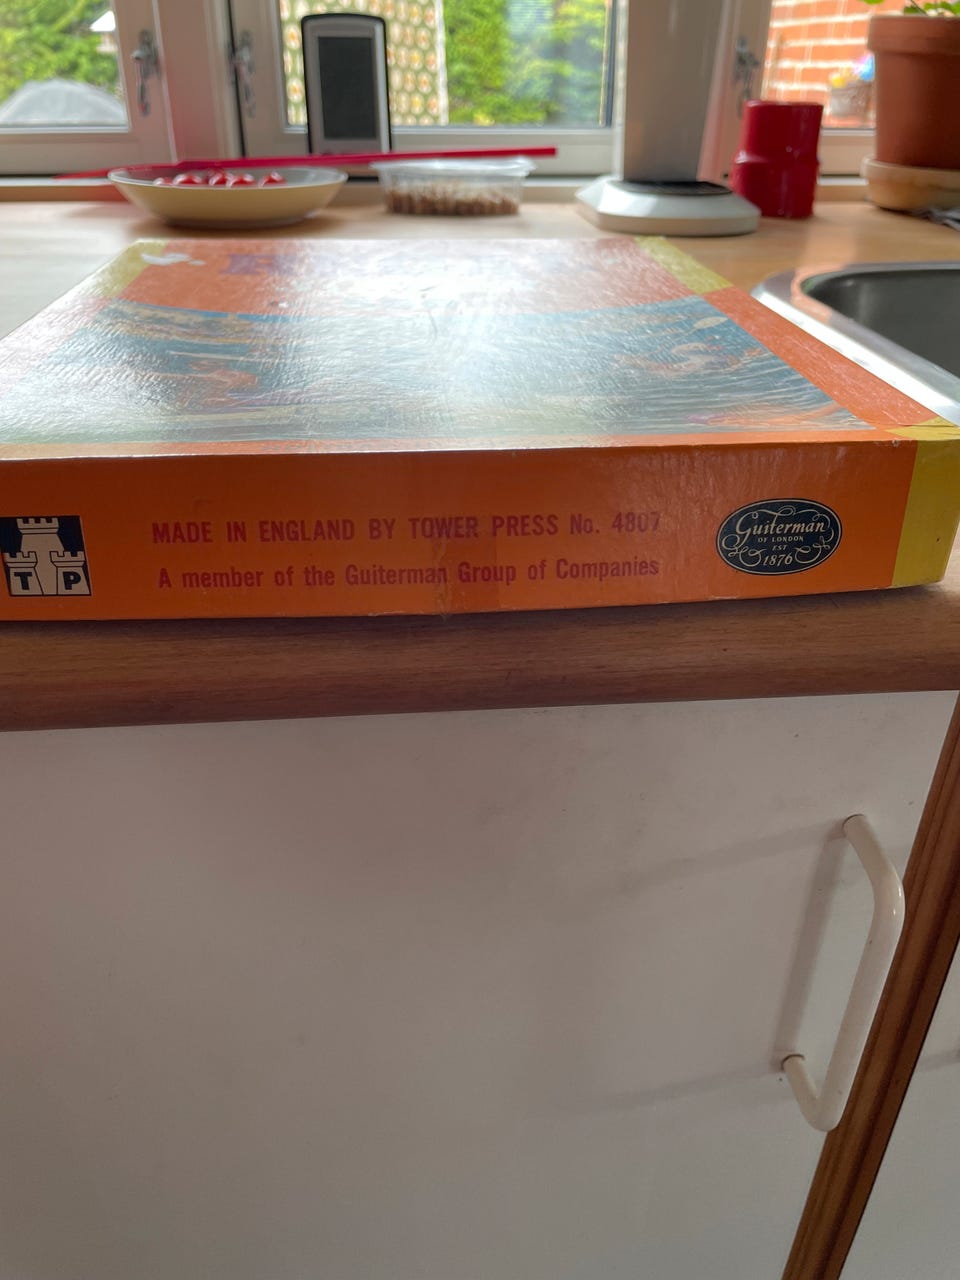 MADE IN ENGLAND BY TOWER PRESS No. 4807
A member of the Guiterman Group of Companies
T P
Guiterman
OF LONDON
EST
1876